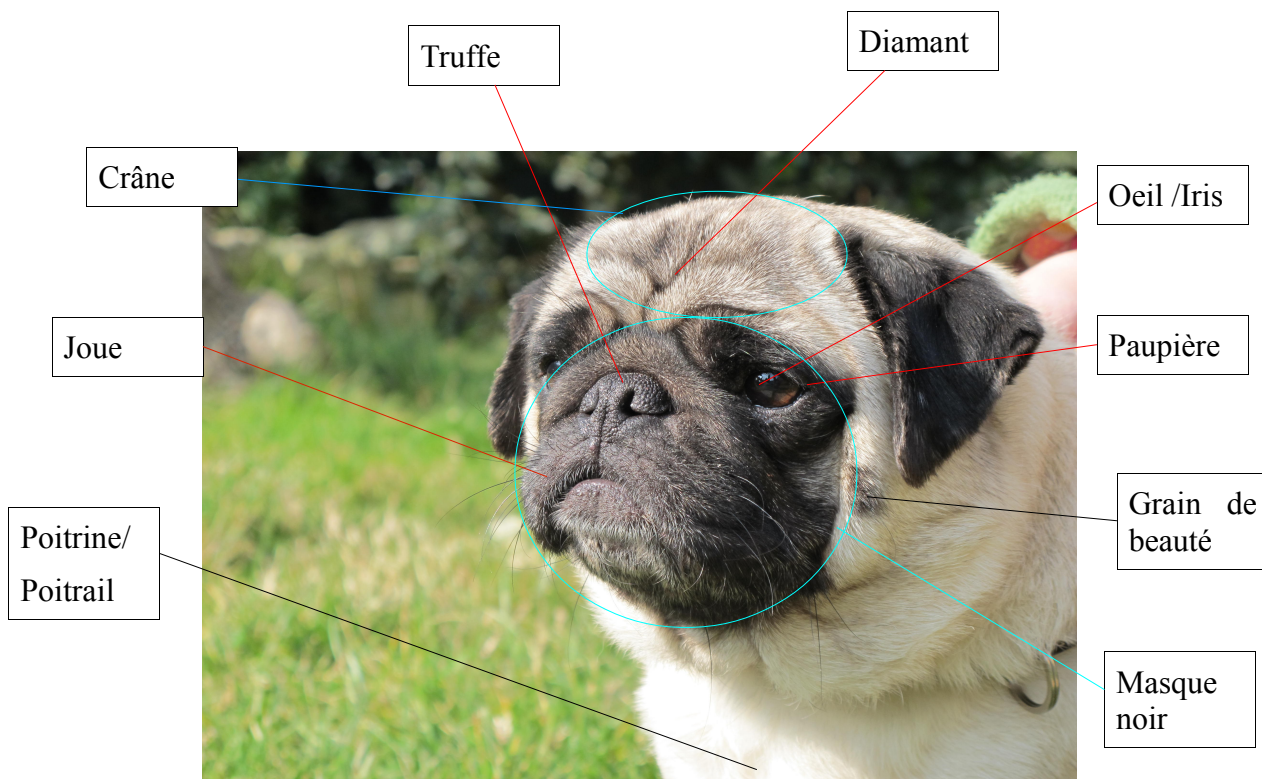 Truffe
Diamant
Crâne
Oeil /Iris
Joue
Paupière
Grain de
beauté
Poitrine/
Poitrail
Masque
noir